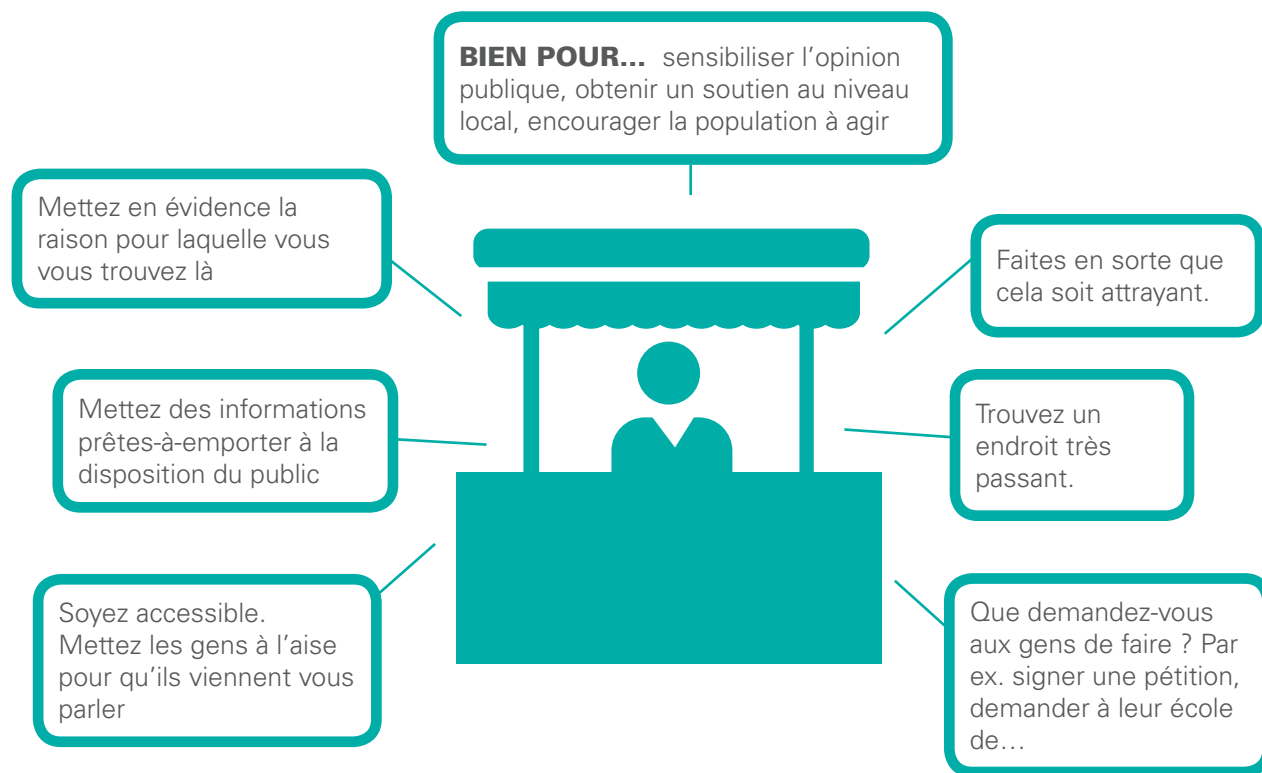 BIEN POUR... sensibiliser l'opinion
publique, obtenir un soutien au niveau
local, encourager la population à agir
Mettez en évidence la
raison pour laquelle vous
vous trouvez là
Faites en sorte que
cela soit attrayant.
Mettez des informations
prêtes-à-emporter à la
disposition du public
Trouvez un
endroit très
passant.
Soyez accessible.
Mettez les gens à l'aise
pour qu'ils viennent vous
parler
Que demandez-vous
aux gens de faire ? Par
ex. signer une pétition,
demander à leur école
de...